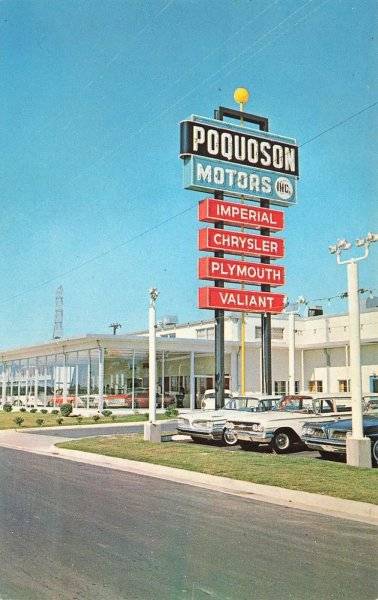 POQUOSON
MOTORS INC.
IMPERIAL
CHRYSLER
PLYMOUTH
VALIANT